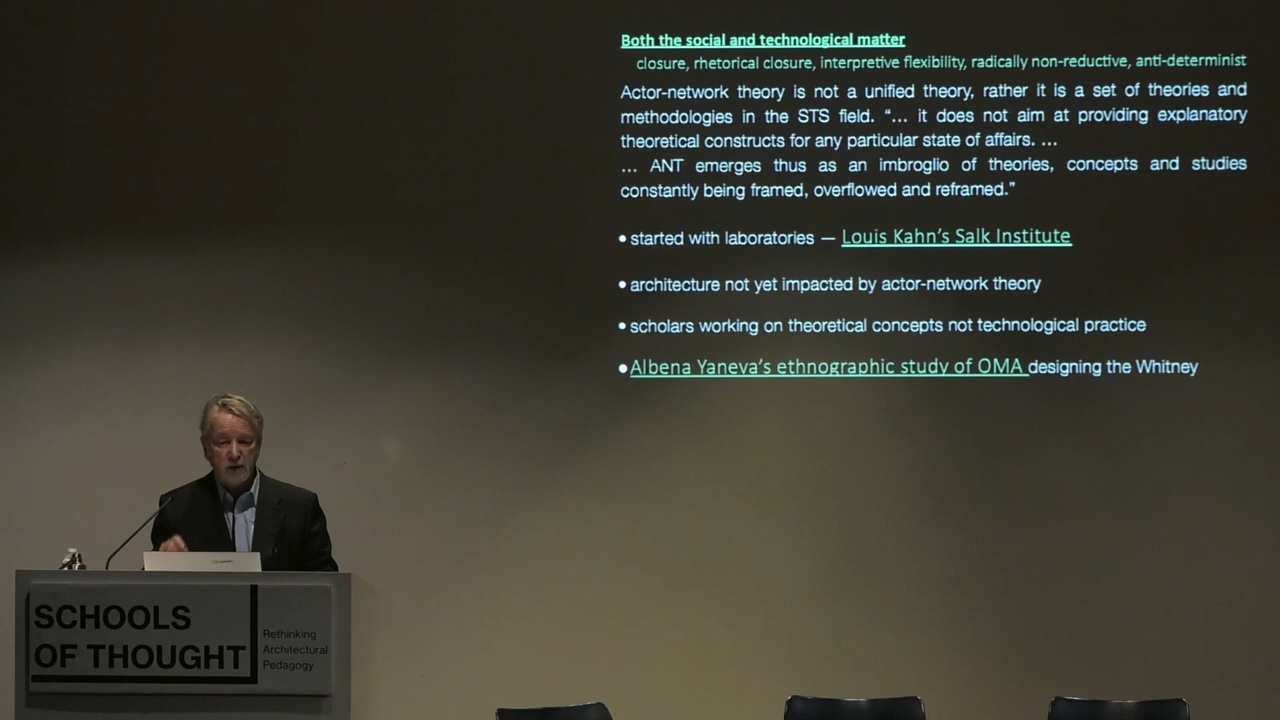 Both the social and technological matter
closure, rhetorical closure, interpretive flexibility, radically non-reductive, anti-determinist
Actor-network theory is not a unified theory, rather it is a set of theories and
methodologies in the STS field. “... it does not aim at providing explanatory
theoretical constructs for any particular state of affairs. ...
... ANT emerges thus as an imbroglio of theories, concepts and studies
constantly being framed, overflowed and reframed.”
• started with laboratories — Louis Kahn’s Salk Institute
• architecture not yet impacted by actor-network theory
• scholars working on theoretical concepts not technological practice
• Albena Yaneva’s ethnographic study of OMA designing the Whitney
SCHOOLS
OF THOUGHT
Rethinking
Architectural
Pedagogy